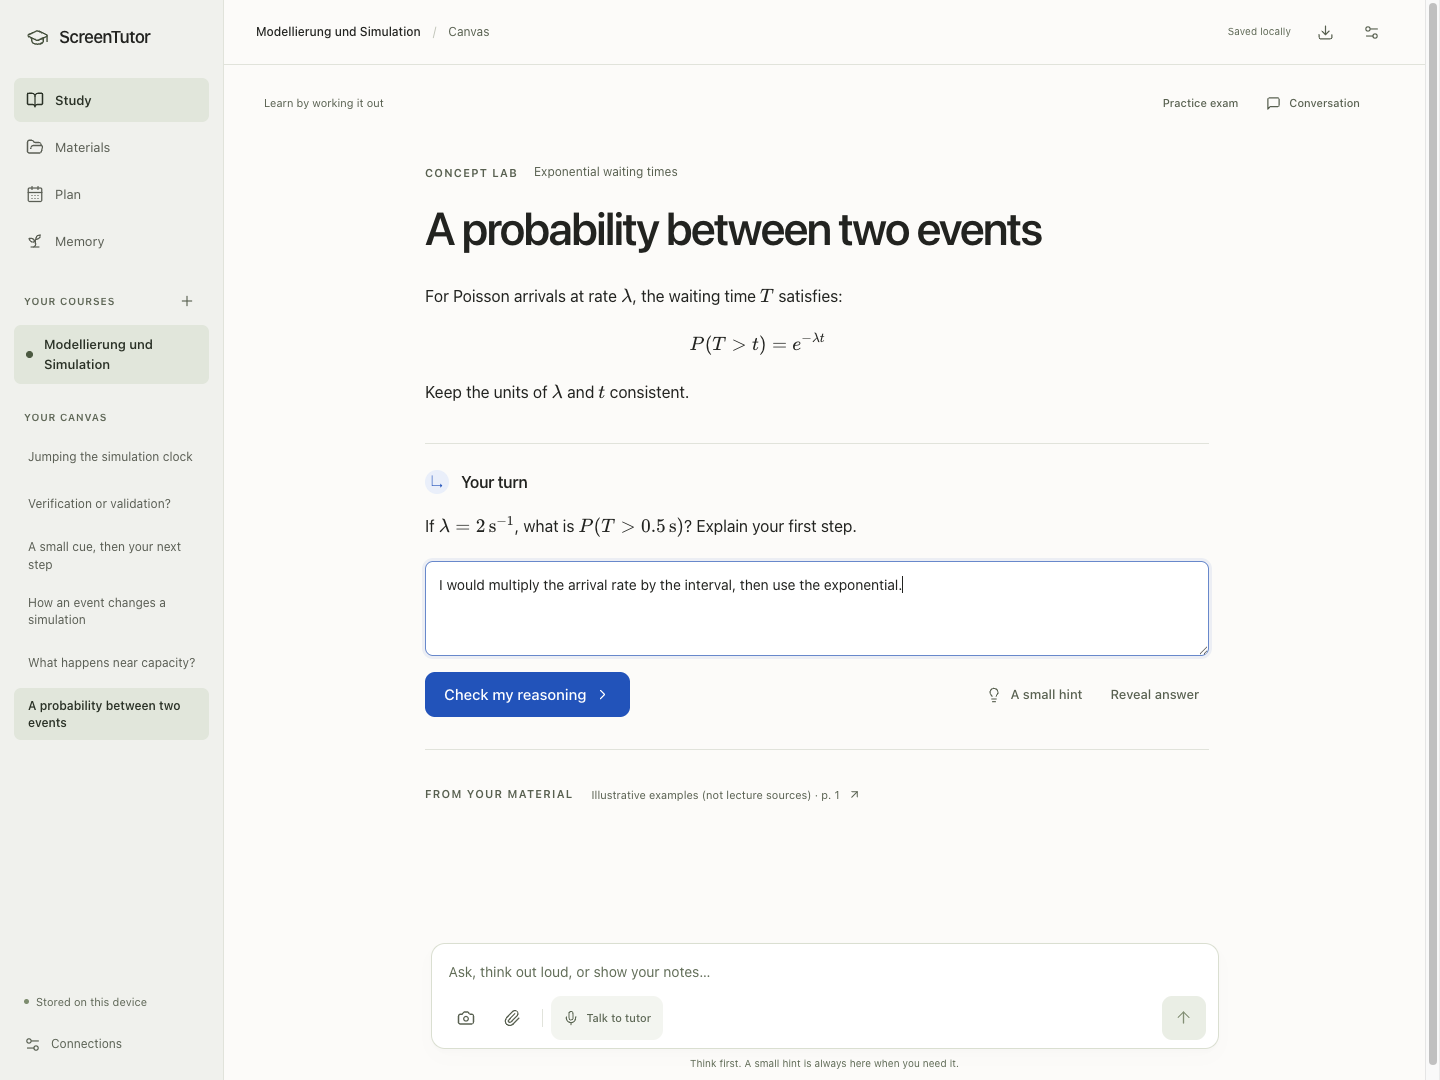 ScreenTutor
Study
Materials
Plan
Memory
YOUR COURSES
Modellierung und
Simulation
YOUR CANVAS
Jumping the simulation clock
Verification or validation?
A small cue, then your next
step
How an event changes a
simulation
What happens near capacity?
A probability between two
events
Stored on this device
Connections
Modellierung und Simulation / Canvas
Saved locally
Learn by working it out
Practice exam
Conversation
CONCEPT LAB Exponential waiting times
A probability between two events
For Poisson arrivals at rate λ, the waiting time T satisfies:
P(T > t) = e^{−λt}
Keep the units of λ and t consistent.
Your turn
If λ = 2 s⁻¹, what is P(T > 0.5 s)? Explain your first step.
I would multiply the arrival rate by the interval, then use the exponential.
Check my reasoning
A small hint
Reveal answer
FROM YOUR MATERIAL Illustrative examples (not lecture sources) · p. 1
Ask, think out loud, or show your notes...
Talk to tutor
Think first. A small hint is always here when you need it.